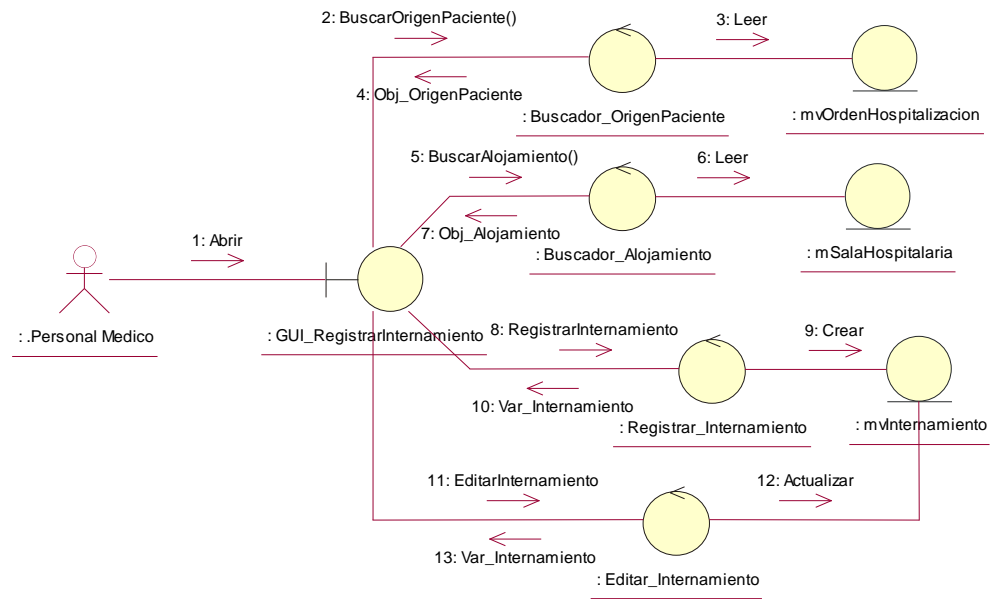 2: BuscarOrigenPaciente()
3: Leer
4: Obj_OrigenPaciente
: Buscador_OrigenPaciente
: mvOrdenHospitalizacion
5: BuscarAlojamiento()
6: Leer
7: Obj_Alojamiento
: Buscador_Alojamiento
: mSalaHospitalaria
1: Abrir
: .Personal Medico
: GUI_RegistrarInternamiento
8: RegistrarInternamiento
9: Crear
10: Var_Internamiento
: Registrar_Internamiento
: mvInternamiento
11: EditarInternamiento
12: Actualizar
13: Var_Internamiento
: Editar_Internamiento